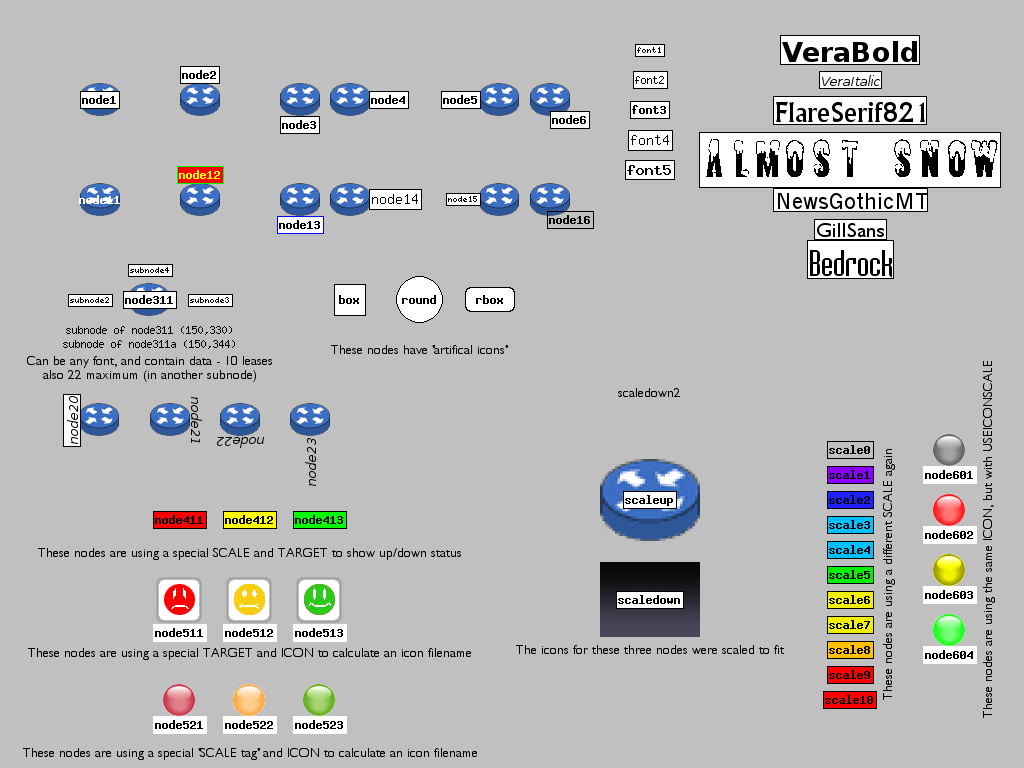 node1
node2
node3
node4
node5
node6
font1
font2
font3
font4
font5
VeraBold
VeraItalic
FlareSerif821
ALMOST SNOW
NewsGothicMT
GillSans
Bedrock
node11
node12
node13
node14
node15
node16
subnode4
subnode2
node311
subnode3
subnode of node311 (150,330)
subnode of node311a (150,344)
Can be any font, and contain data - 10 leases
also 22 maximum (in another subnode)
box
round
rbox
These nodes have "artifical icons"
node20
node21
node22
node23
scaledown2
scaleup
scaledown
The icons for these three nodes were scaled to fit
node411
node412
node413
These nodes are using a special SCALE and TARGET to show up/down status
node511
node512
node513
These nodes are using a special TARGET and ICON to calculate an icon filename
node521
node522
node523
These nodes are using a special "SCALE tag" and ICON to calculate an icon filename
scale0
scale1
scale2
scale3
scale4
scale5
scale6
scale7
scale8
scale9
scale10
These nodes are using a different SCALE again
node601
node602
node603
node604
These nodes are using the same ICON, but with USEICONSCALE